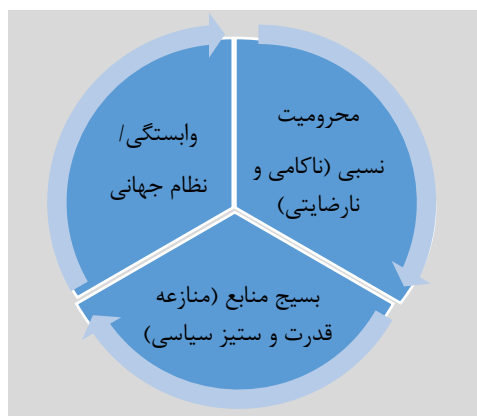 محرومیت
نسبی (ناکامی و
نارضایتی)
بسیج منابع (منازعه
قدرت و ستیز سیاسی)
وابستگی/
نظام جهانی